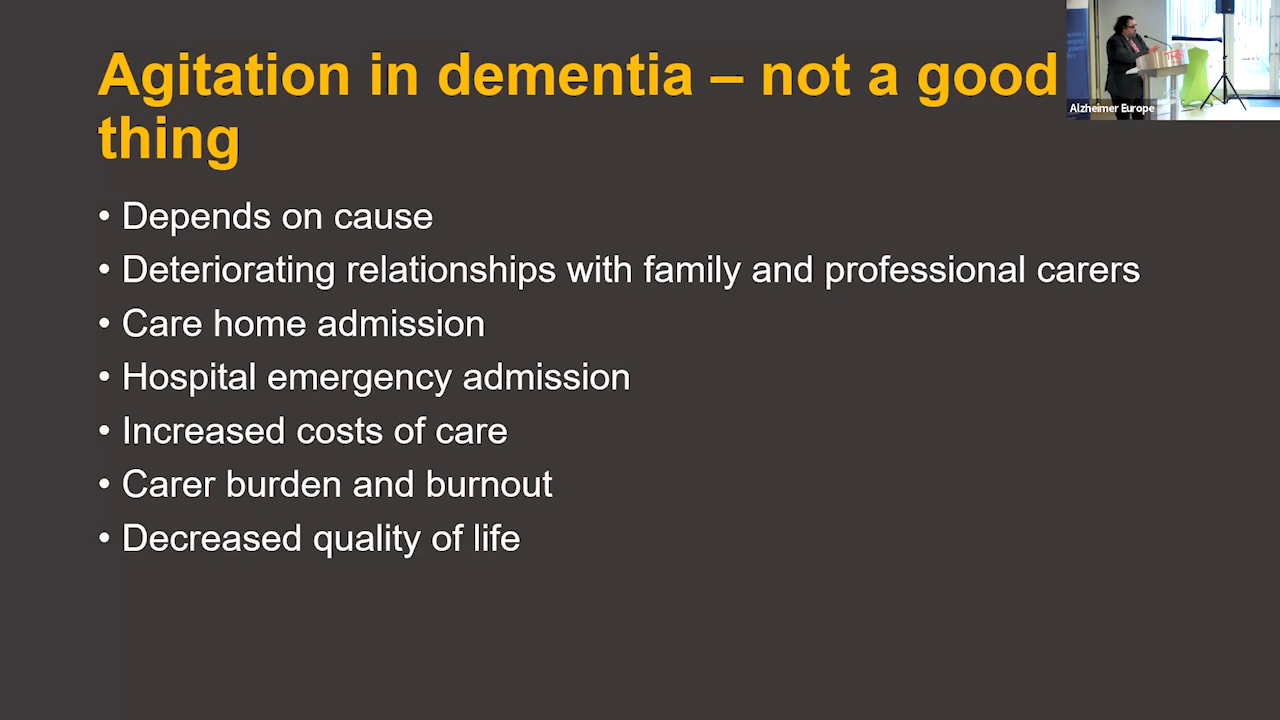 Agitation in dementia – not a good
thing
• Depends on cause
• Deteriorating relationships with family and professional carers
• Care home admission
• Hospital emergency admission
• Increased costs of care
• Carer burden and burnout
• Decreased quality of life
Alzheimer Europe